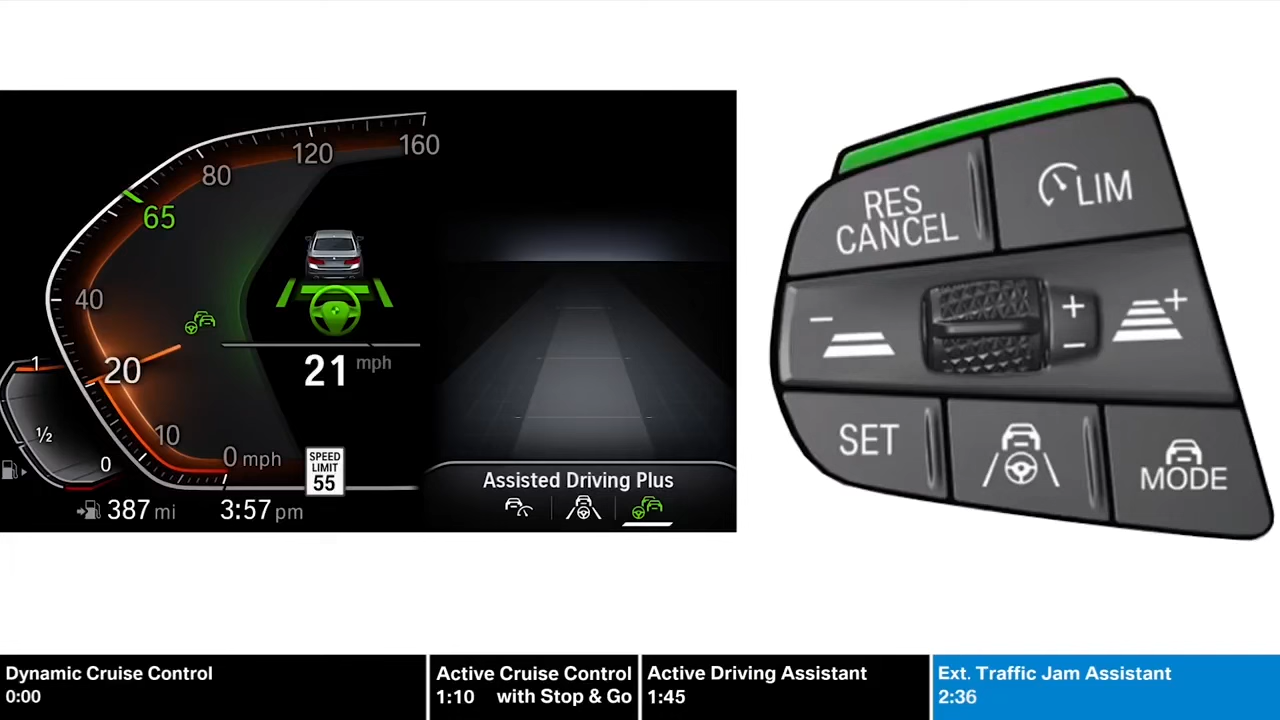 160
120
80
65
40
20
10
0 mph
21 mph
1
½
0
SPEED
LIMIT
55
387 mi
3:57 pm
Assisted Driving Plus
RES
CANCEL
LIM
−
+
−
+
SET
MODE
Dynamic Cruise Control
0:00
Active Cruise Control
1:10 with Stop & Go
Active Driving Assistant
1:45
Ext. Traffic Jam Assistant
2:36